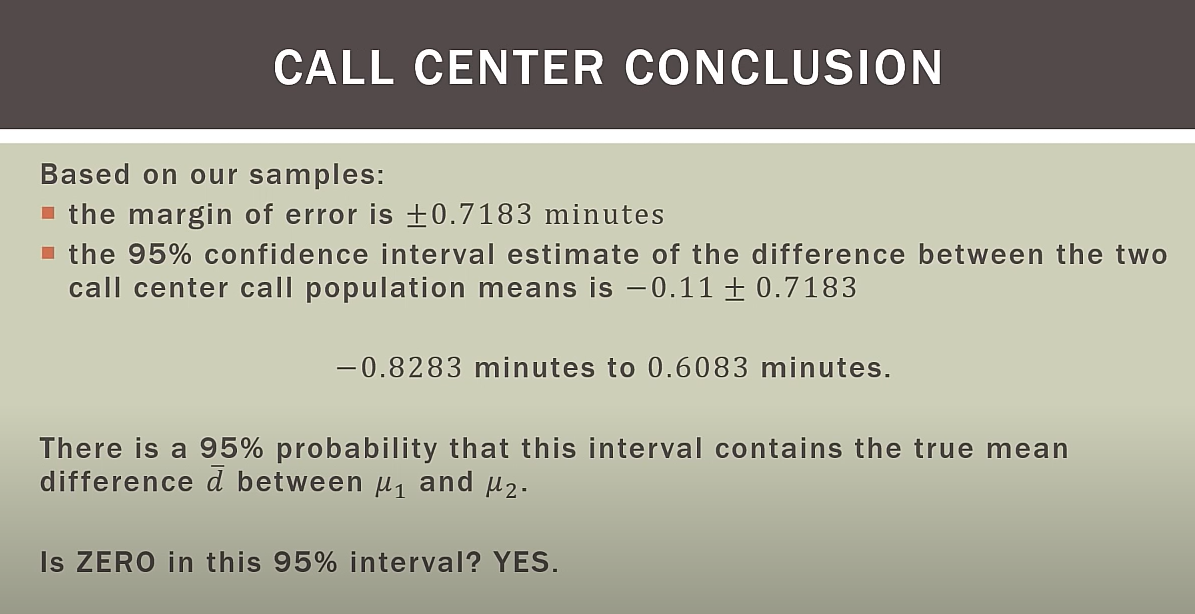 CALL CENTER CONCLUSION
Based on our samples:
▪ the margin of error is ±0.7183 minutes
▪ the 95% confidence interval estimate of the difference between the two
call center call population means is −0.11 ± 0.7183
−0.8283 minutes to 0.6083 minutes.
There is a 95% probability that this interval contains the true mean
difference d̄ between μ₁ and μ₂.
Is ZERO in this 95% interval? YES.